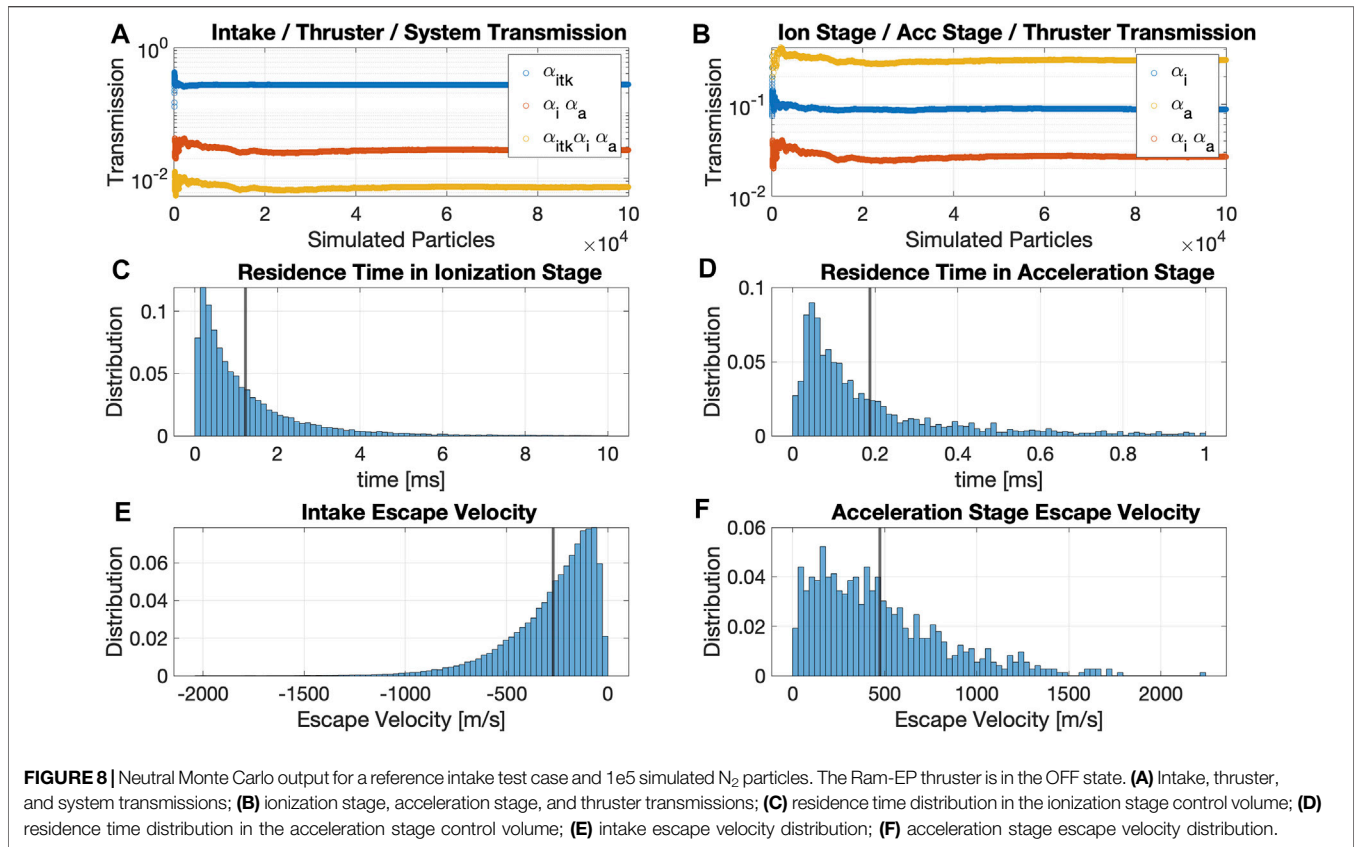 A Intake / Thruster / System Transmission
10^0
10^-2
Transmission
α_itk
α_i α_a
α_itk α_i α_a
0 2 4 6 8 10
Simulated Particles ×10^4
B Ion Stage / Acc Stage / Thruster Transmission
10^-1
10^-2
Transmission
α_i
α_a
α_i α_a
0 2 4 6 8 10
Simulated Particles ×10^4
C Residence Time in Ionization Stage
0.1
0.05
0
Distribution
0 2 4 6 8 10
time [ms]
D Residence Time in Acceleration Stage
0.1
0.05
0
Distribution
0 0.2 0.4 0.6 0.8 1
time [ms]
E Intake Escape Velocity
0.06
0.04
0.02
0
Distribution
-2000 -1500 -1000 -500 0
Escape Velocity [m/s]
F Acceleration Stage Escape Velocity
0.06
0.04
0.02
0
Distribution
0 500 1000 1500 2000
Escape Velocity [m/s]
FIGURE 8 | Neutral Monte Carlo output for a reference intake test case and 1e5 simulated N₂ particles. The Ram-EP thruster is in the OFF state. (A) Intake, thruster,
and system transmissions; (B) ionization stage, acceleration stage, and thruster transmissions; (C) residence time distribution in the ionization stage control volume; (D)
residence time distribution in the acceleration stage control volume; (E) intake escape velocity distribution; (F) acceleration stage escape velocity distribution.